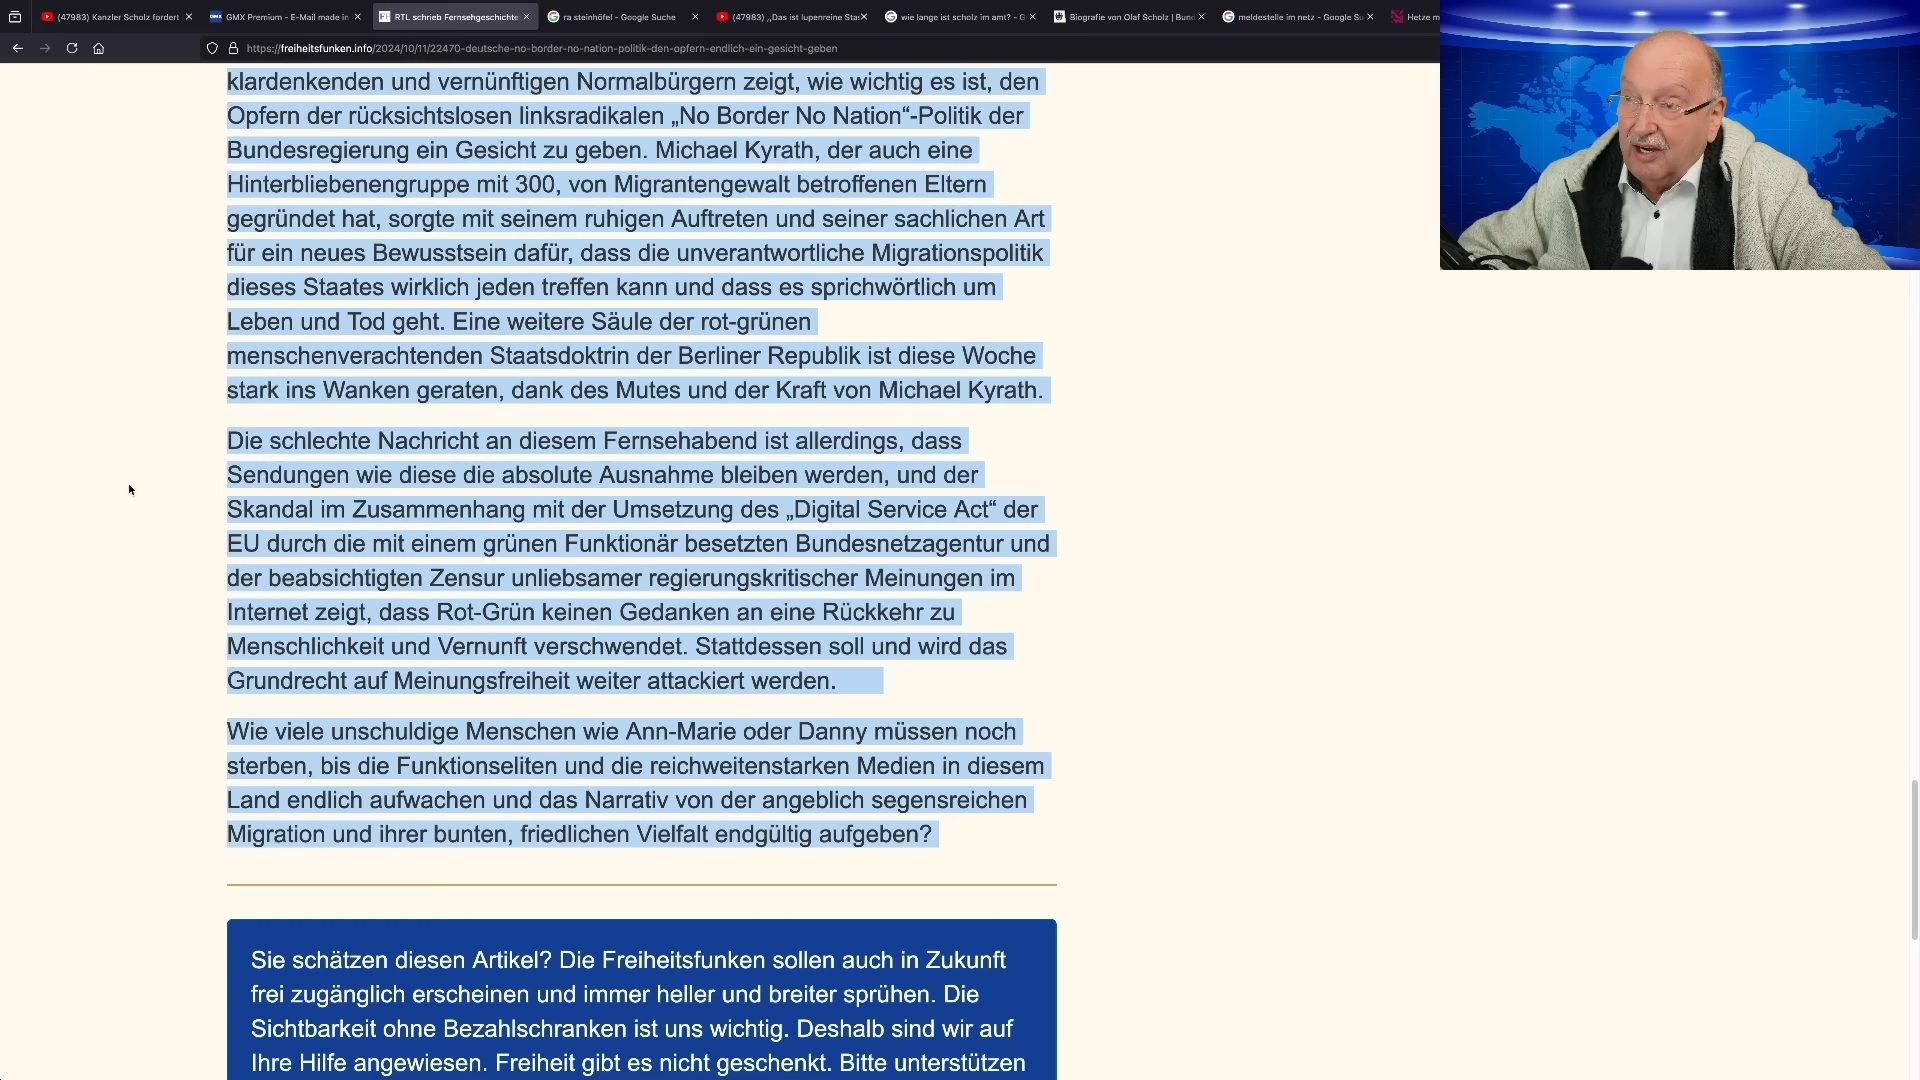 (47983) Kanzler Scholz fordert
GMX Premium - E-Mail made in
RTL schrieb Fernsehgeschichte
ra steinhöfel - Google Suche
(47983) „Das ist lupenreine Stas
wie lange ist scholz im amt? - G
Biografie von Olaf Scholz | Bun
meldestelle im netz - Google Su
Hetze m
https://freiheitsfunken.info/2024/10/11/22470-deutsche-no-border-no-nation-politik-den-opfern-endlich-ein-gesicht-geben
klardenkenden und vernünftigen Normalbürgern zeigt, wie wichtig es ist, den
Opfern der rücksichtslosen linksradikalen „No Border No Nation“-Politik der
Bundesregierung ein Gesicht zu geben. Michael Kyrath, der auch eine
Hinterbliebenengruppe mit 300, von Migrantengewalt betroffenen Eltern
gegründet hat, sorgte mit seinem ruhigen Auftreten und seiner sachlichen Art
für ein neues Bewusstsein dafür, dass die unverantwortliche Migrationspolitik
dieses Staates wirklich jeden treffen kann und dass es sprichwörtlich um
Leben und Tod geht. Eine weitere Säule der rot-grünen
menschenverachtenden Staatsdoktrin der Berliner Republik ist diese Woche
stark ins Wanken geraten, dank des Mutes und der Kraft von Michael Kyrath.
Die schlechte Nachricht an diesem Fernsehabend ist allerdings, dass
Sendungen wie diese die absolute Ausnahme bleiben werden, und der
Skandal im Zusammenhang mit der Umsetzung des „Digital Service Act“ der
EU durch die mit einem grünen Funktionär besetzten Bundesnetzagentur und
der beabsichtigten Zensur unliebsamer regierungskritischer Meinungen im
Internet zeigt, dass Rot-Grün keinen Gedanken an eine Rückkehr zu
Menschlichkeit und Vernunft verschwendet. Stattdessen soll und wird das
Grundrecht auf Meinungsfreiheit weiter attackiert werden.
Wie viele unschuldige Menschen wie Ann-Marie oder Danny müssen noch
sterben, bis die Funktionseliten und die reichweitenstarken Medien in diesem
Land endlich aufwachen und das Narrativ von der angeblich segensreichen
Migration und ihrer bunten, friedlichen Vielfalt endgültig aufgeben?
Sie schätzen diesen Artikel? Die Freiheitsfunken sollen auch in Zukunft
frei zugänglich erscheinen und immer heller und breiter sprühen. Die
Sichtbarkeit ohne Bezahlschranken ist uns wichtig. Deshalb sind wir auf
Ihre Hilfe angewiesen. Freiheit gibt es nicht geschenkt. Bitte unterstützen